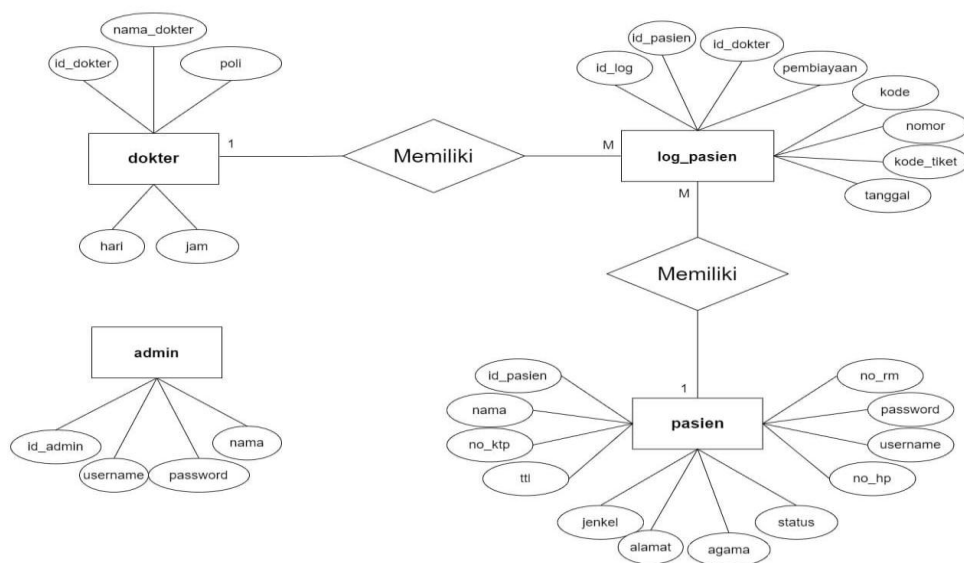 nama_dokter
id_dokter
poli
dokter
hari
jam
1
Memiliki
M
id_log
id_pasien
id_dokter
pembiayaan
kode
nomor
kode_tiket
tanggal
log_pasien
M
Memiliki
1
admin
id_admin
username
password
nama
id_pasien
nama
no_ktp
ttl
pasien
no_rm
password
username
no_hp
jenkel
alamat
agama
status